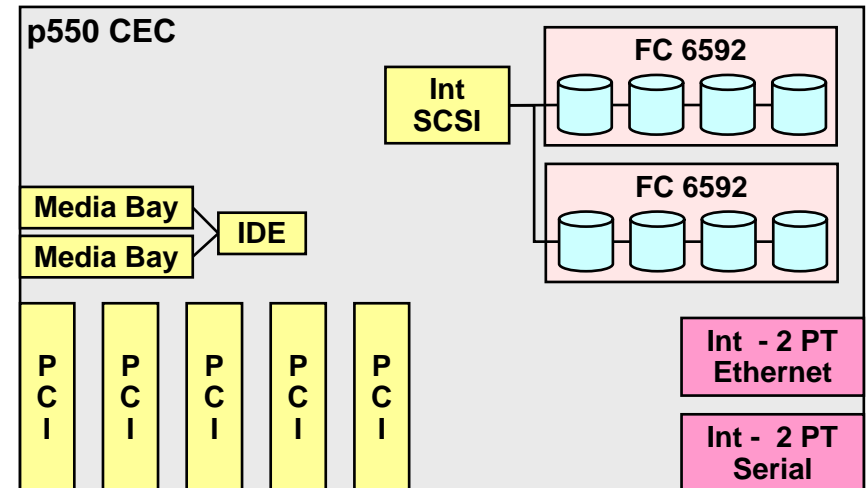 p550 CEC
FC 6592
Int
SCSI
FC 6592
Media Bay
IDE
Media Bay
P
C
I
P
C
I
P
C
I
P
C
I
P
C
I
Int - 2 PT
Ethernet
Int - 2 PT
Serial